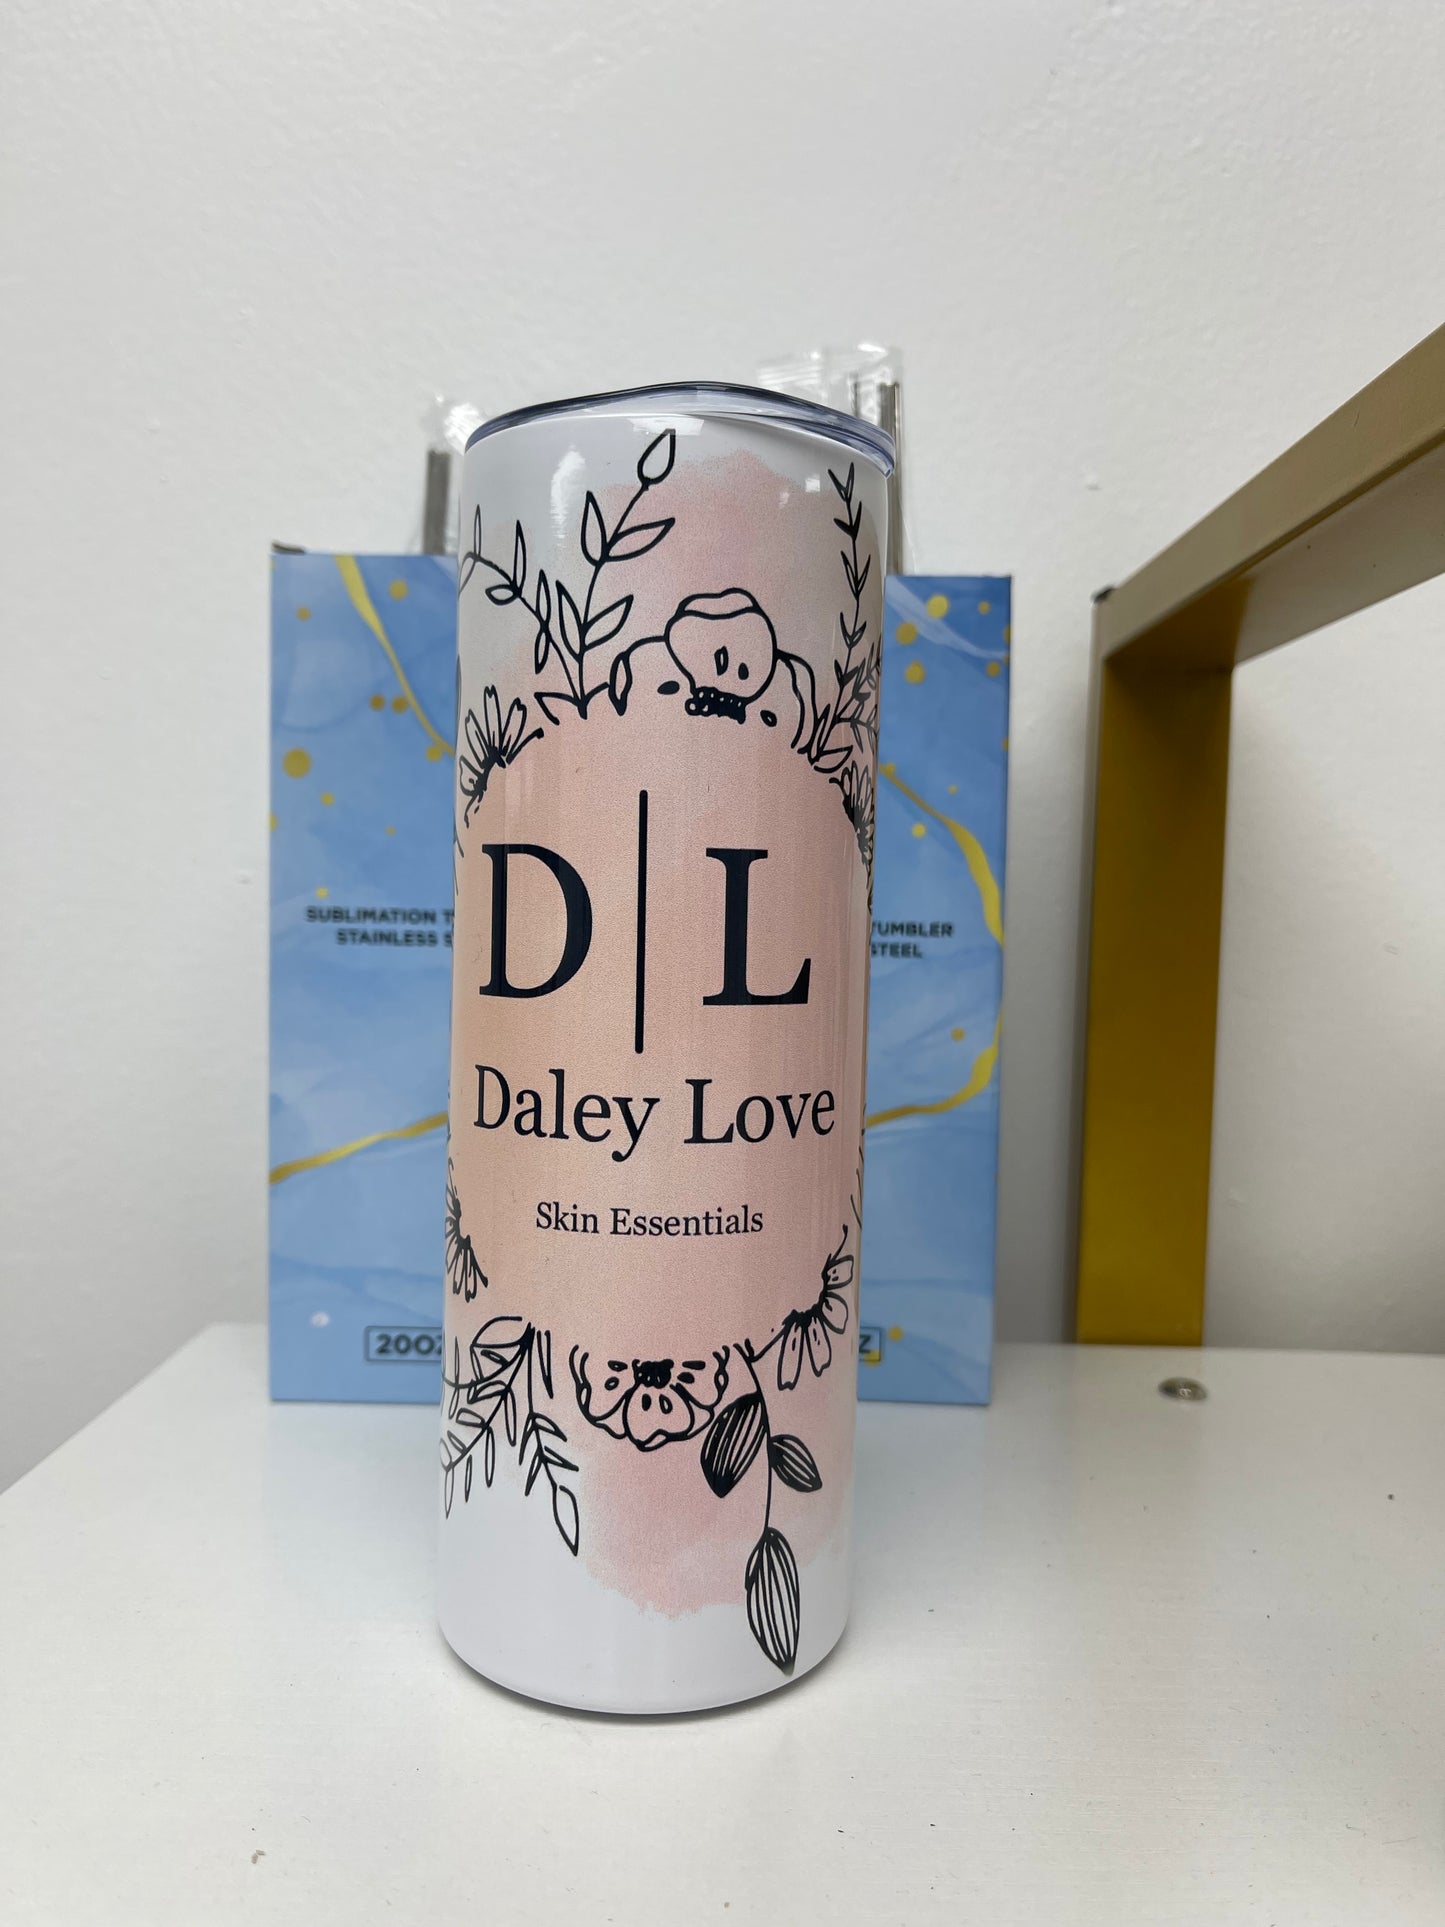 D | L
Daley Love
Skin Essentials
SUBLIMATION
STAINLESS
20OZ
TUMBLER
STEEL